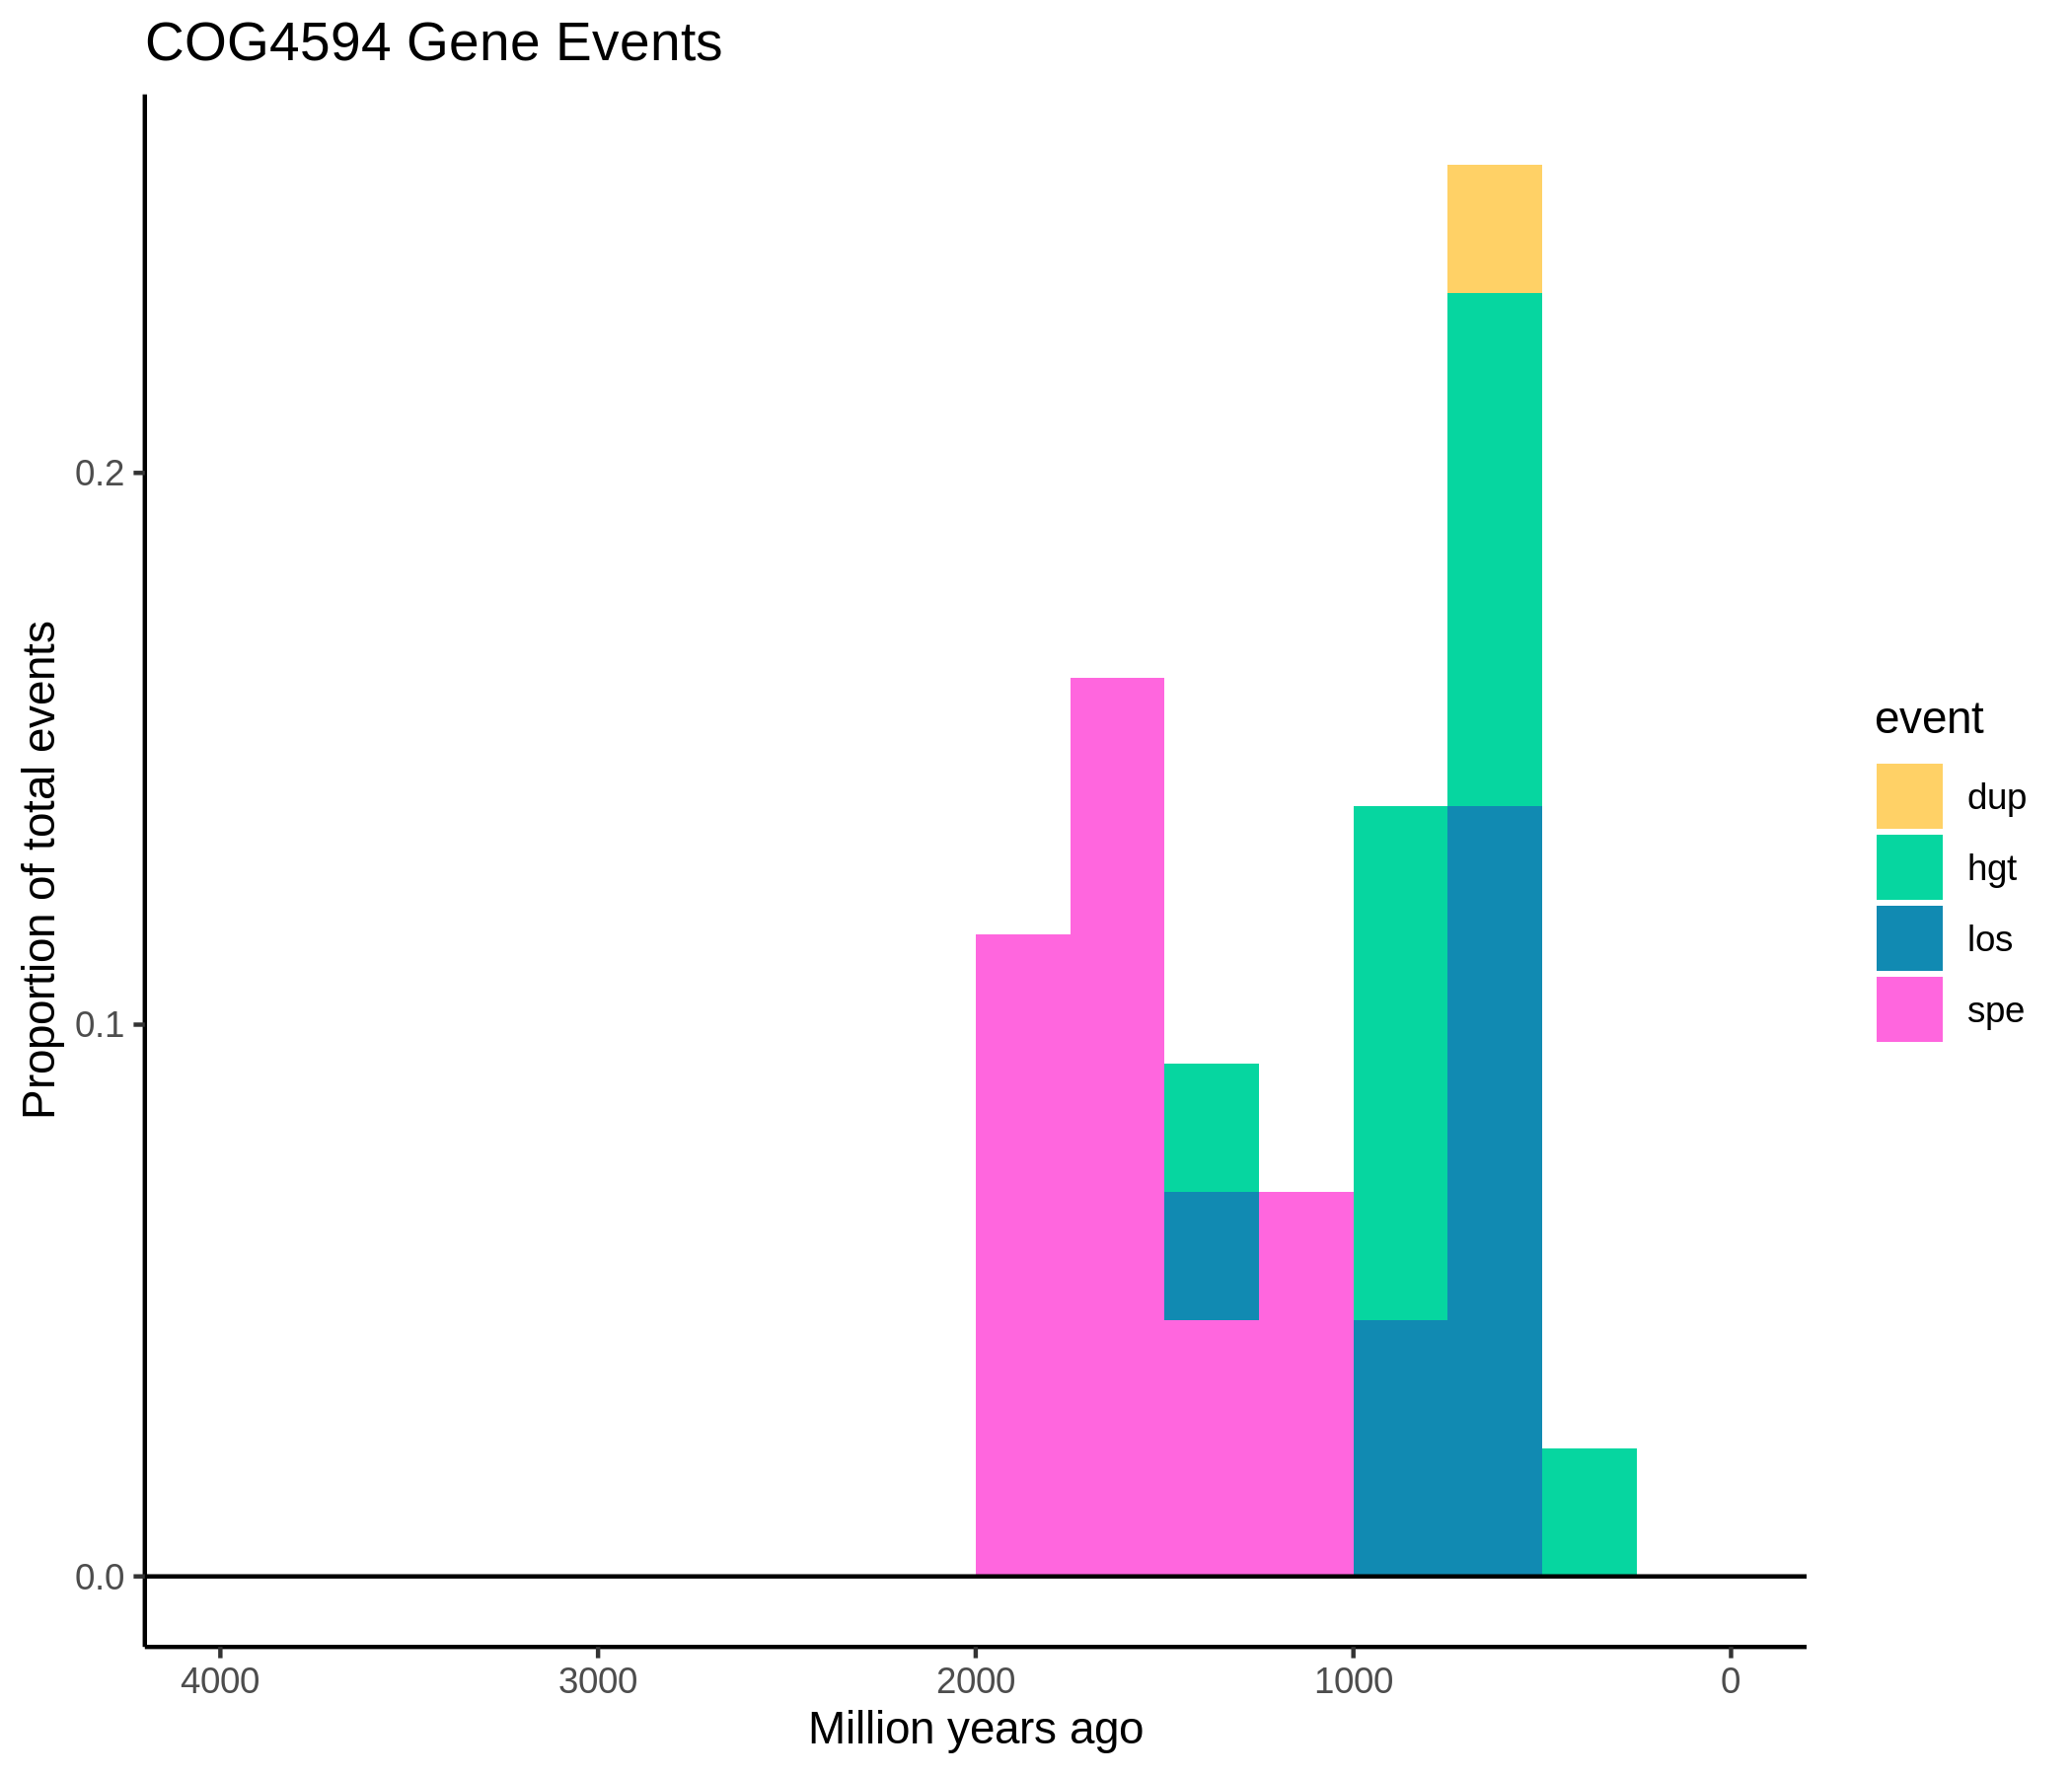 COG4594 Gene Events
Proportion of total events
0.2
0.1
0.0
4000 3000 2000 1000 0
Million years ago
event
dup
hgt
los
spe